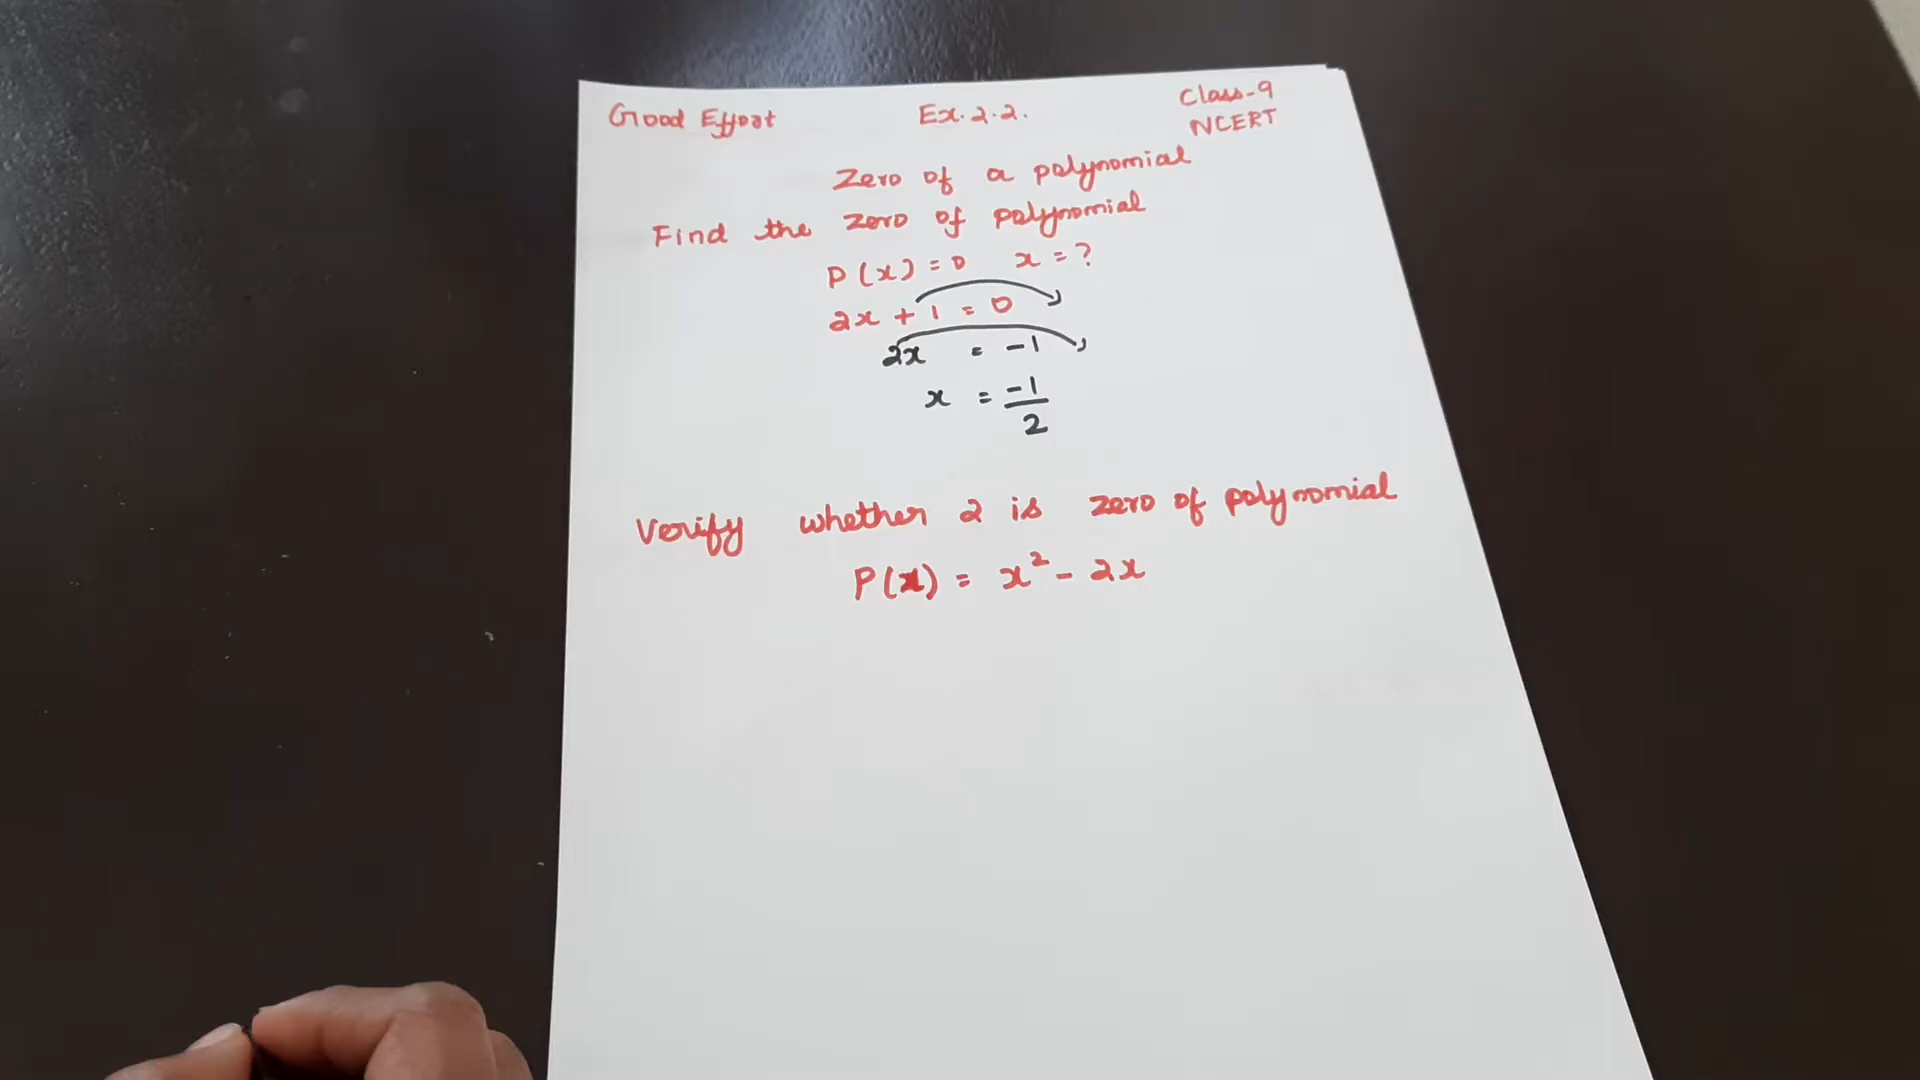 Good Effort Ex.2.2. Class-9
NCERT
Zero of a polynomial
Find the zero of polynomial
P(x) = 0 x = ?
2x + 1 = 0
2x = -1
x = -1/2
Verify whether 2 is zero of polynomial
P(x) = x² - 2x